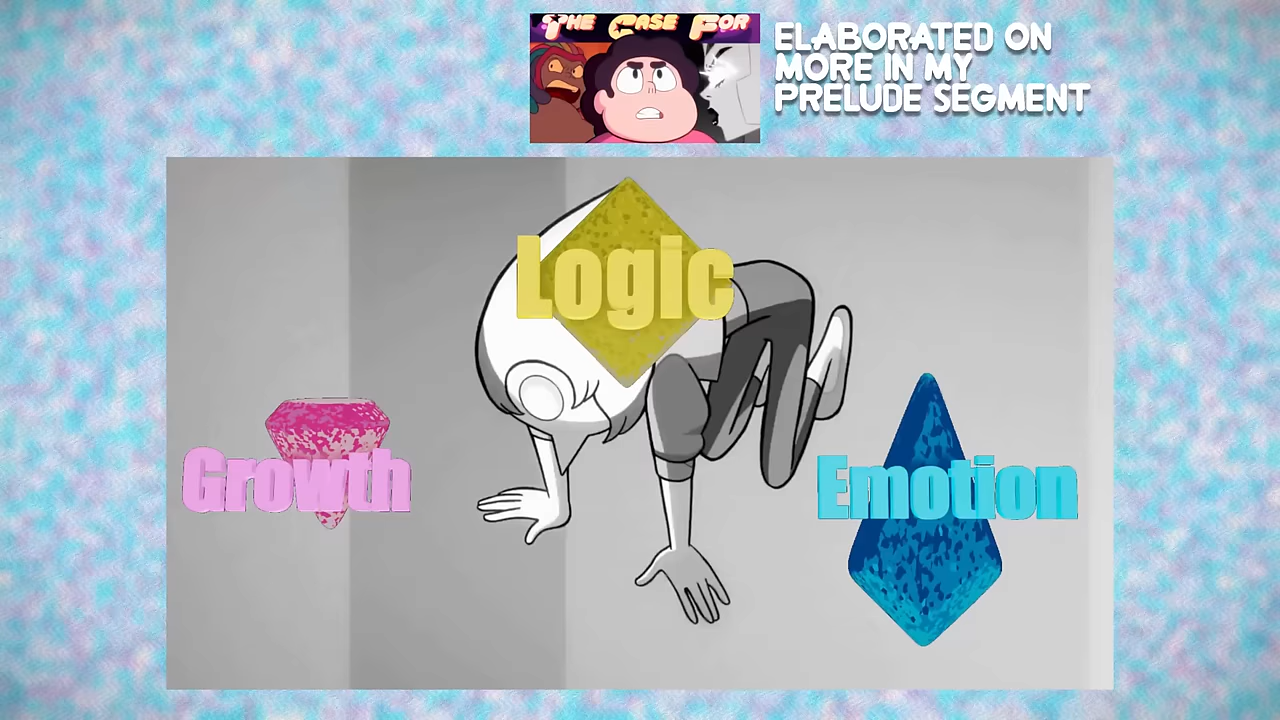 The Case For
ELABORATED ON
MORE IN MY
PRELUDE SEGMENT
Logic
Growth
Emotion